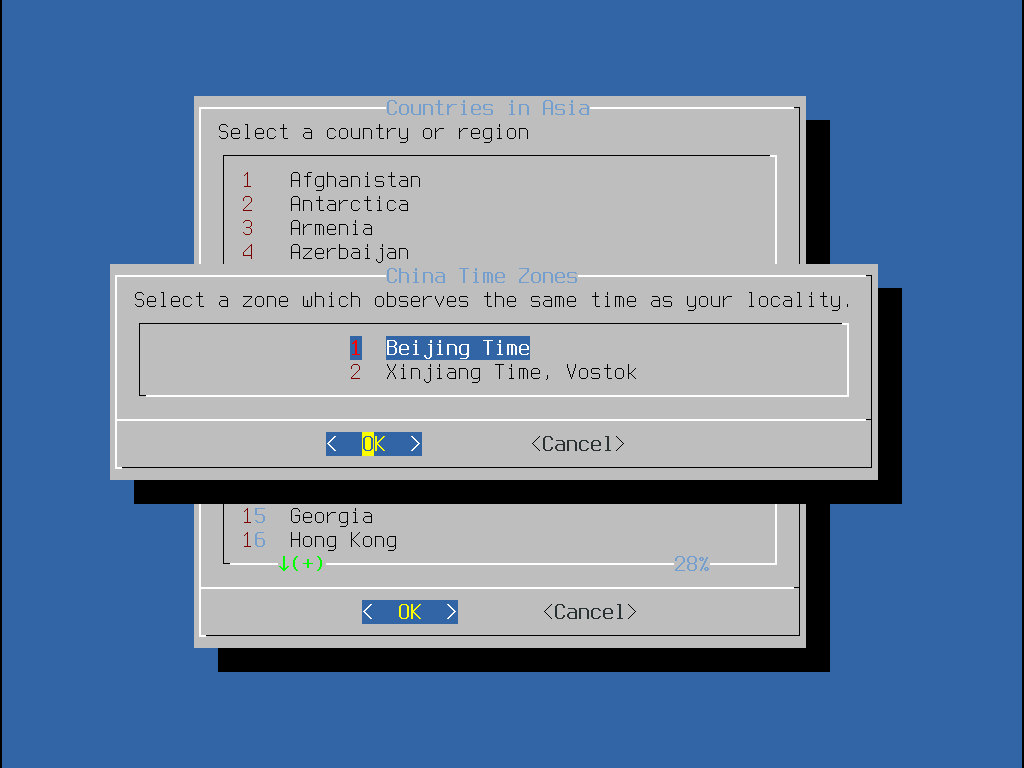 Countries in Asia
Select a country or region
1 Afghanistan
2 Antarctica
3 Armenia
4 Azerbaijan
China Time Zones
Select a zone which observes the same time as your locality.
1 Beijing Time
2 Xinjiang Time, Vostok
< OK > <Cancel>
15 Georgia
16 Hong Kong
↓(+) 28%
< OK > <Cancel>